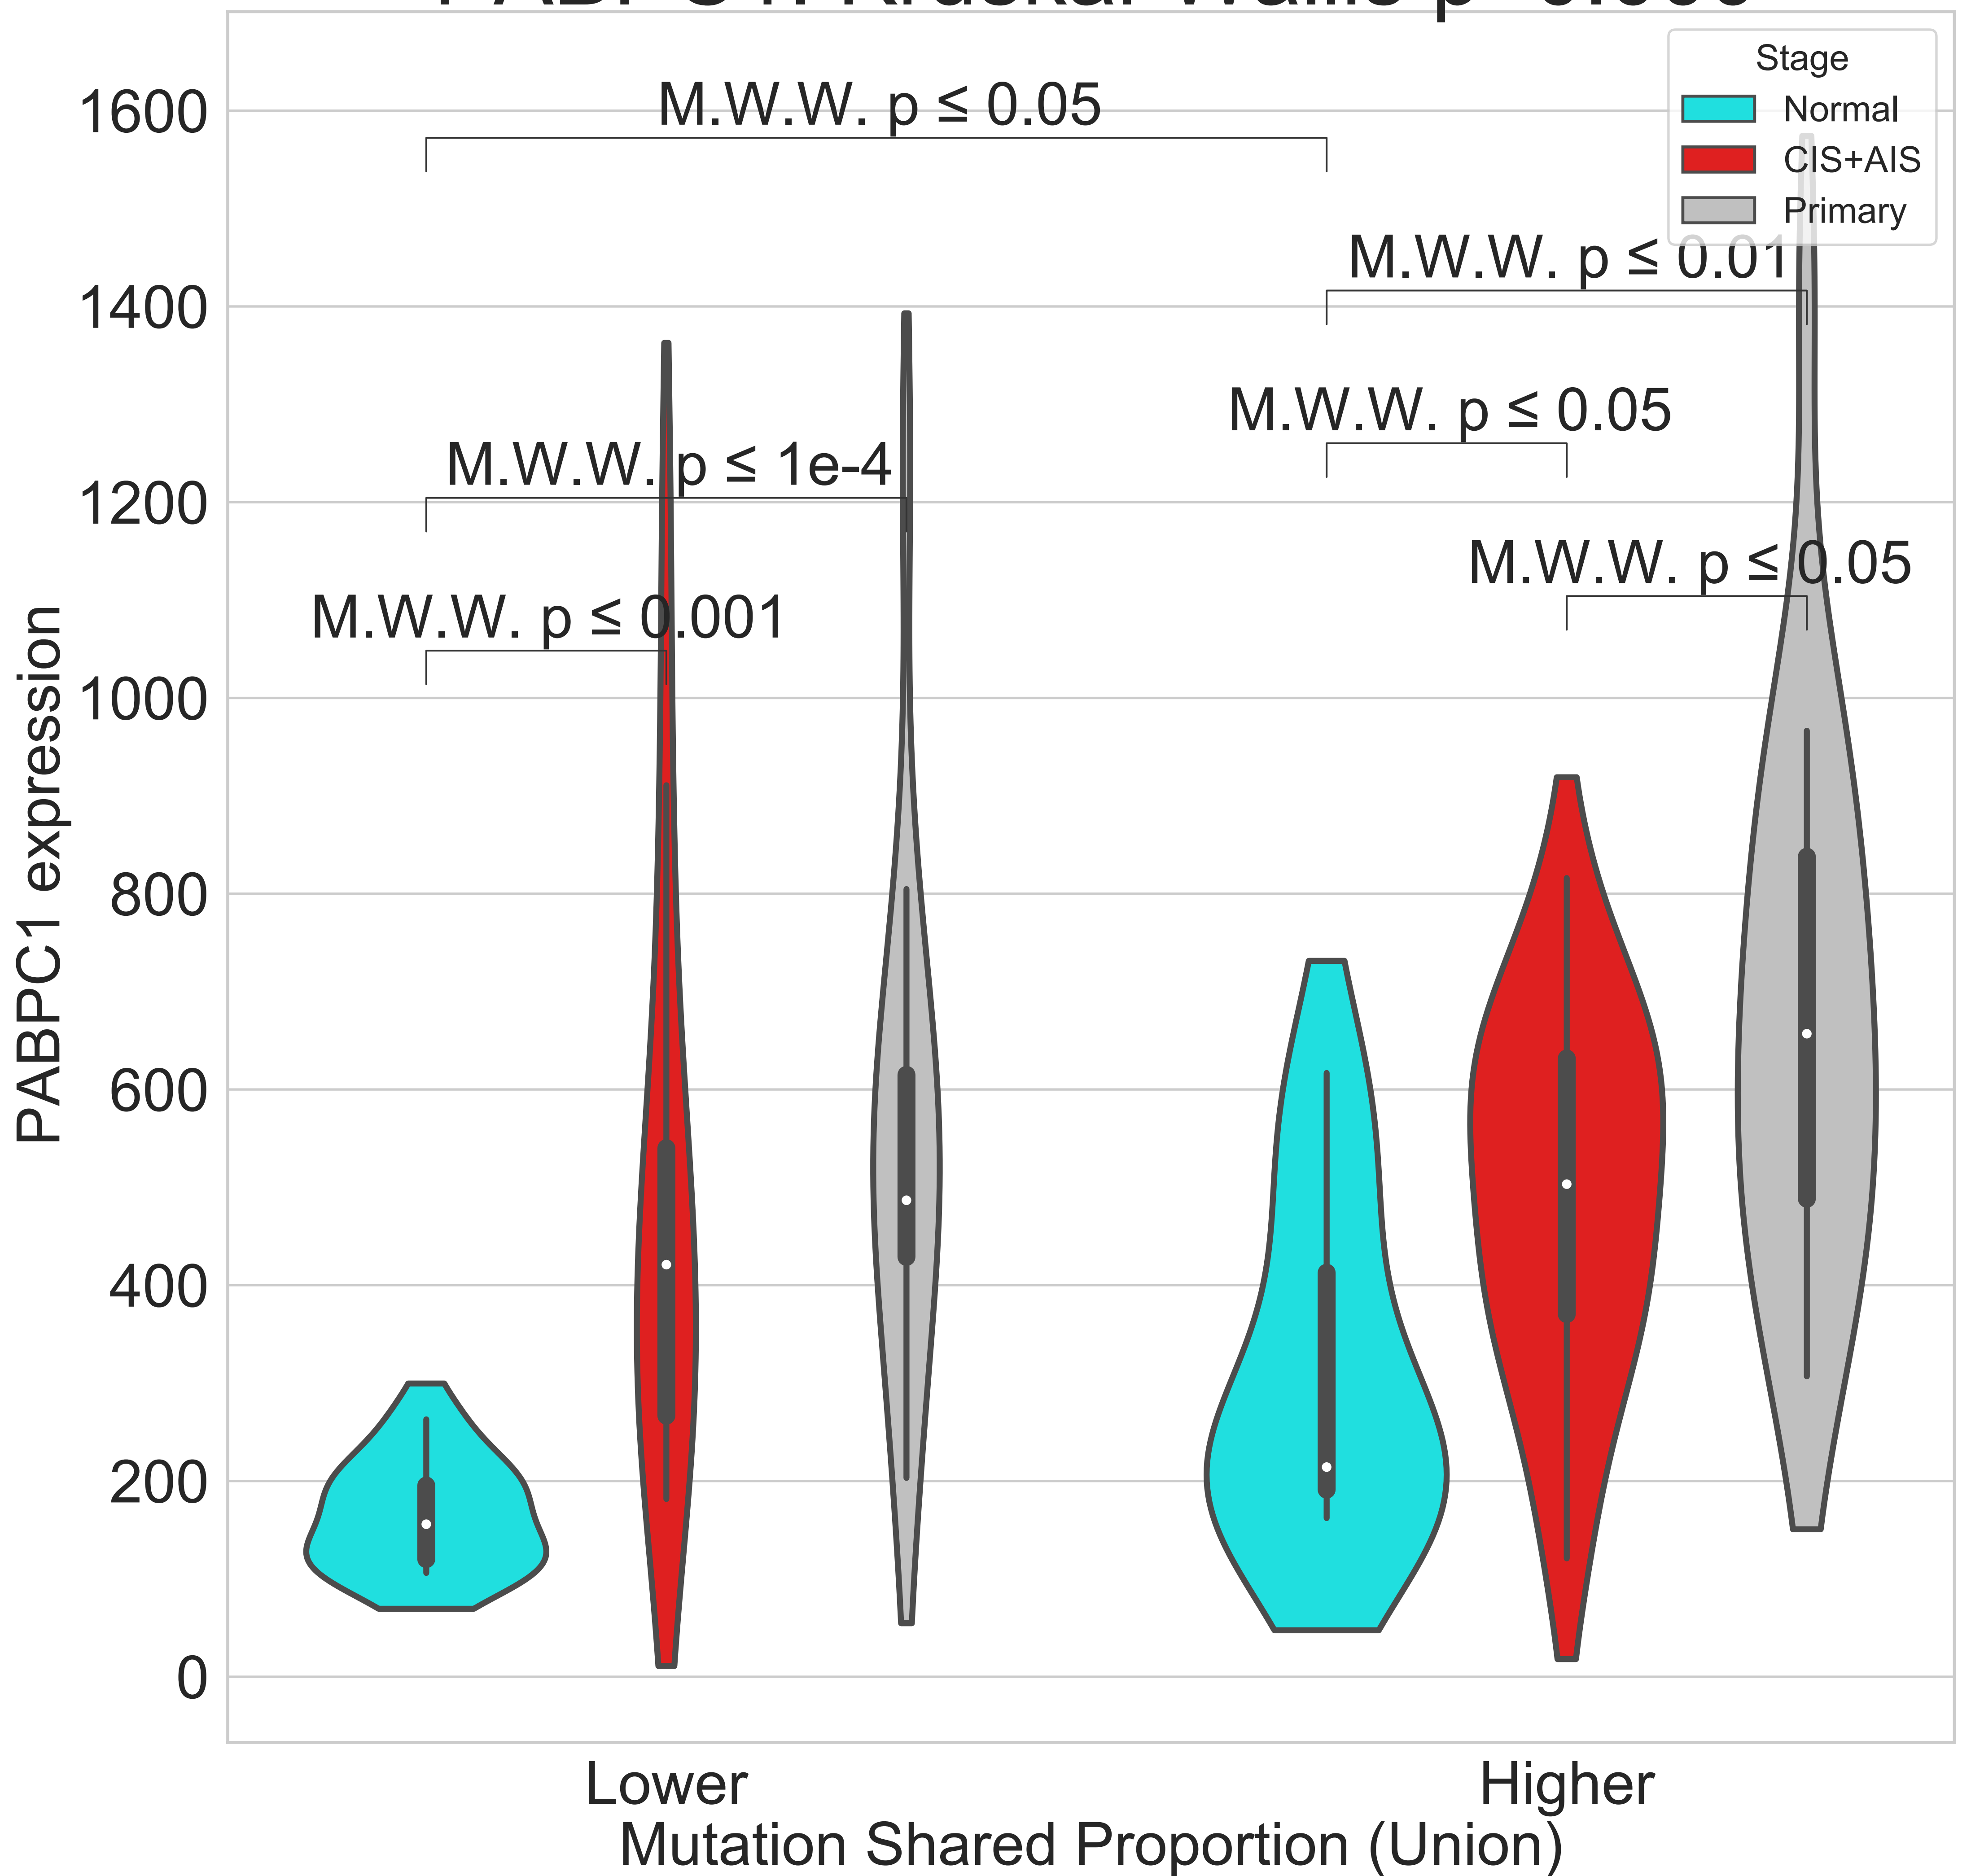 M.W.W. p ≤ 0.05
Stage
Normal
CIS+AIS
Primary
M.W.W. p ≤ 0.01
M.W.W. p ≤ 0.05
M.W.W. p ≤ 1e-4
M.W.W. p ≤ 0.05
M.W.W. p ≤ 0.001
PABPC1 expression
1600
1400
1200
1000
800
600
400
200
0
Lower
Higher
Mutation Shared Proportion (Union)